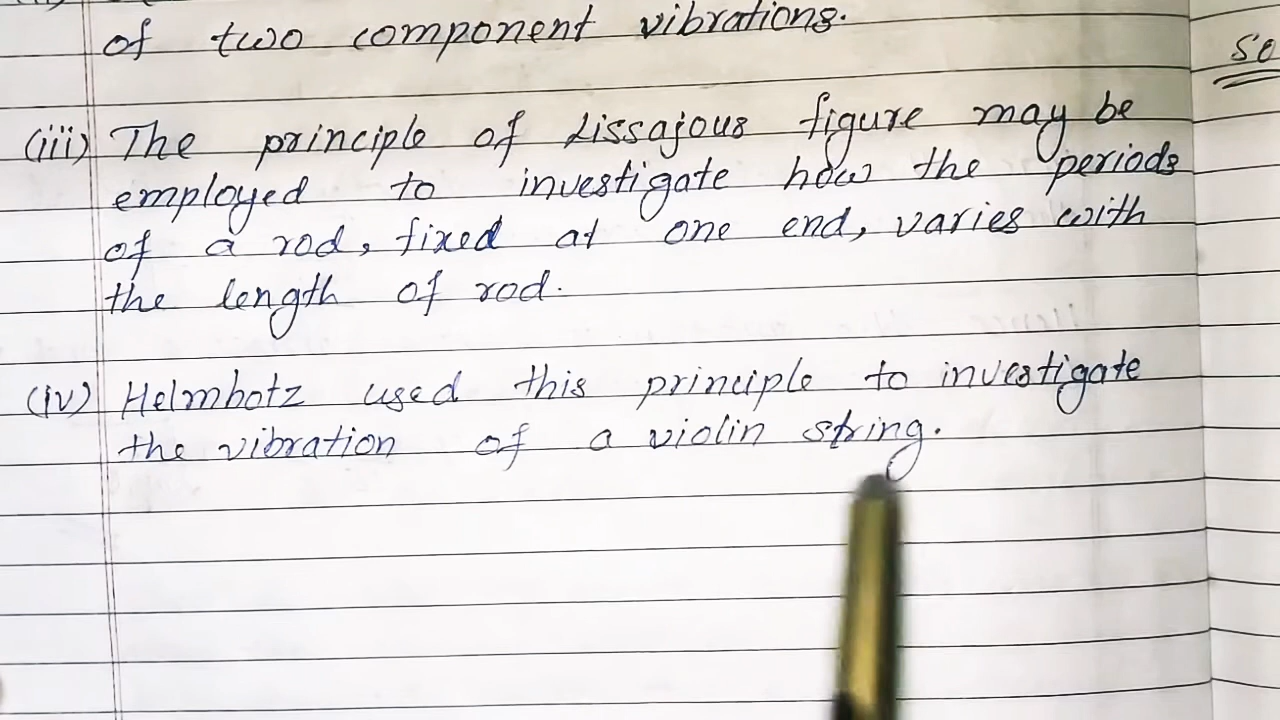 of two component vibrations.
so
(iii) The principle of Lissajous figure may be
employed to investigate how the periods
of a rod, fixed at one end, varies with
the length of rod.
(iv) Helmbotz used this principle to investigate
the vibration of a violin string.